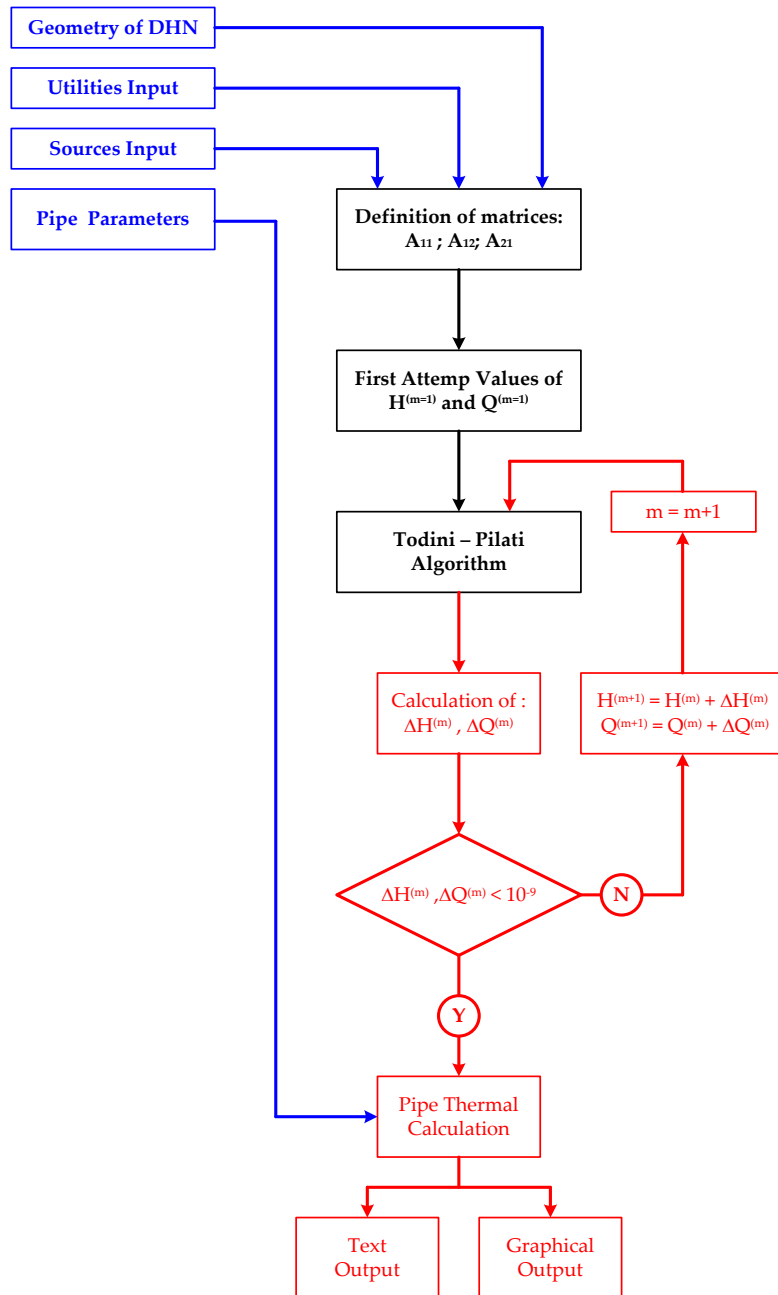 Geometry of DHN
Utilities Input
Sources Input
Pipe Parameters
Definition of matrices:
A₁₁ ; A₁₂; A₂₁
First Attemp Values of
H⁽ᵐ⁼¹⁾ and Q⁽ᵐ⁼¹⁾
m = m+1
Todini – Pilati
Algorithm
Calculation of :
ΔH⁽ᵐ⁾ , ΔQ⁽ᵐ⁾
H⁽ᵐ⁺¹⁾ = H⁽ᵐ⁾ + ΔH⁽ᵐ⁾
Q⁽ᵐ⁺¹⁾ = Q⁽ᵐ⁾ + ΔQ⁽ᵐ⁾
ΔH⁽ᵐ⁾ ,ΔQ⁽ᵐ⁾ < 10⁻⁹
N
Y
Pipe Thermal
Calculation
Text
Output
Graphical
Output